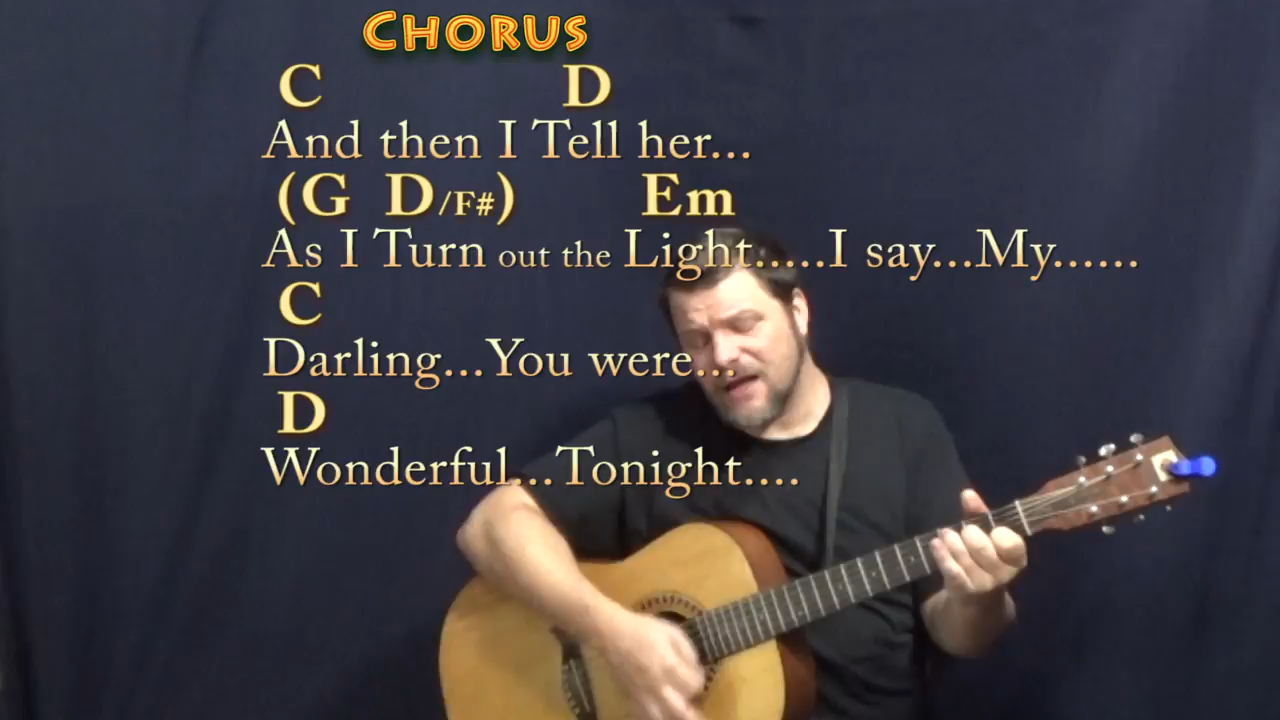 CHORUS
C D
And then I Tell her...
(G D/F#) Em
As I Turn out the Light.....I say...My......
C
Darling...You were...
D
Wonderful...Tonight....